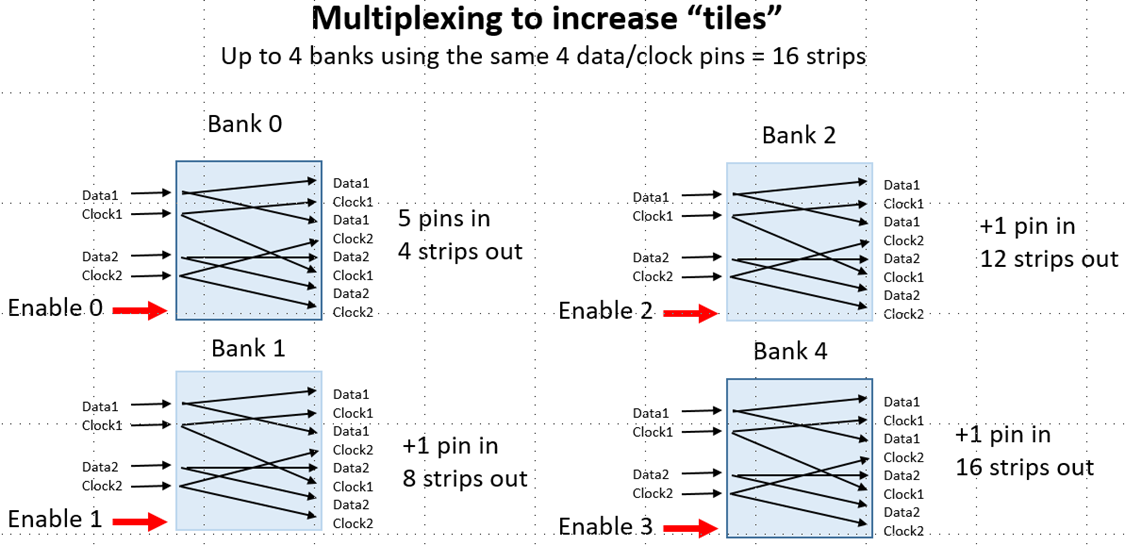 Multiplexing to increase “tiles”
Up to 4 banks using the same 4 data/clock pins = 16 strips
Bank 0
Data1
Clock1
Data2
Clock2
Enable 0
Data1
Clock1
Data1
Clock2
Data2
Clock1
Data2
Clock2
5 pins in
4 strips out
Bank 2
Data1
Clock1
Data2
Clock2
Enable 2
Data1
Clock1
Data1
Clock2
Data2
Clock1
Data2
Clock2
+1 pin in
12 strips out
Bank 1
Data1
Clock1
Data2
Clock2
Enable 1
Data1
Clock1
Data1
Clock2
Data2
Clock1
Data2
Clock2
+1 pin in
8 strips out
Bank 4
Data1
Clock1
Data2
Clock2
Enable 3
Data1
Clock1
Data1
Clock2
Data2
Clock1
Data2
Clock2
+1 pin in
16 strips out